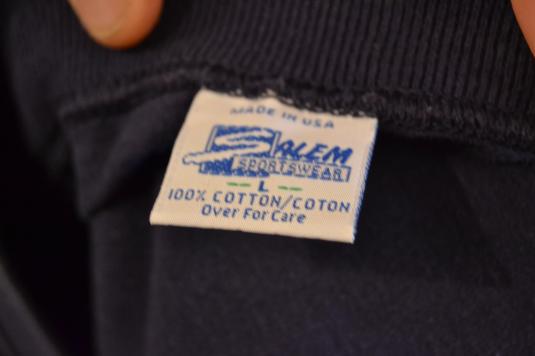 MADE IN USA
SALEM
SPORTSWEAR
-- L --
100% COTTON/COTON
Over For Care